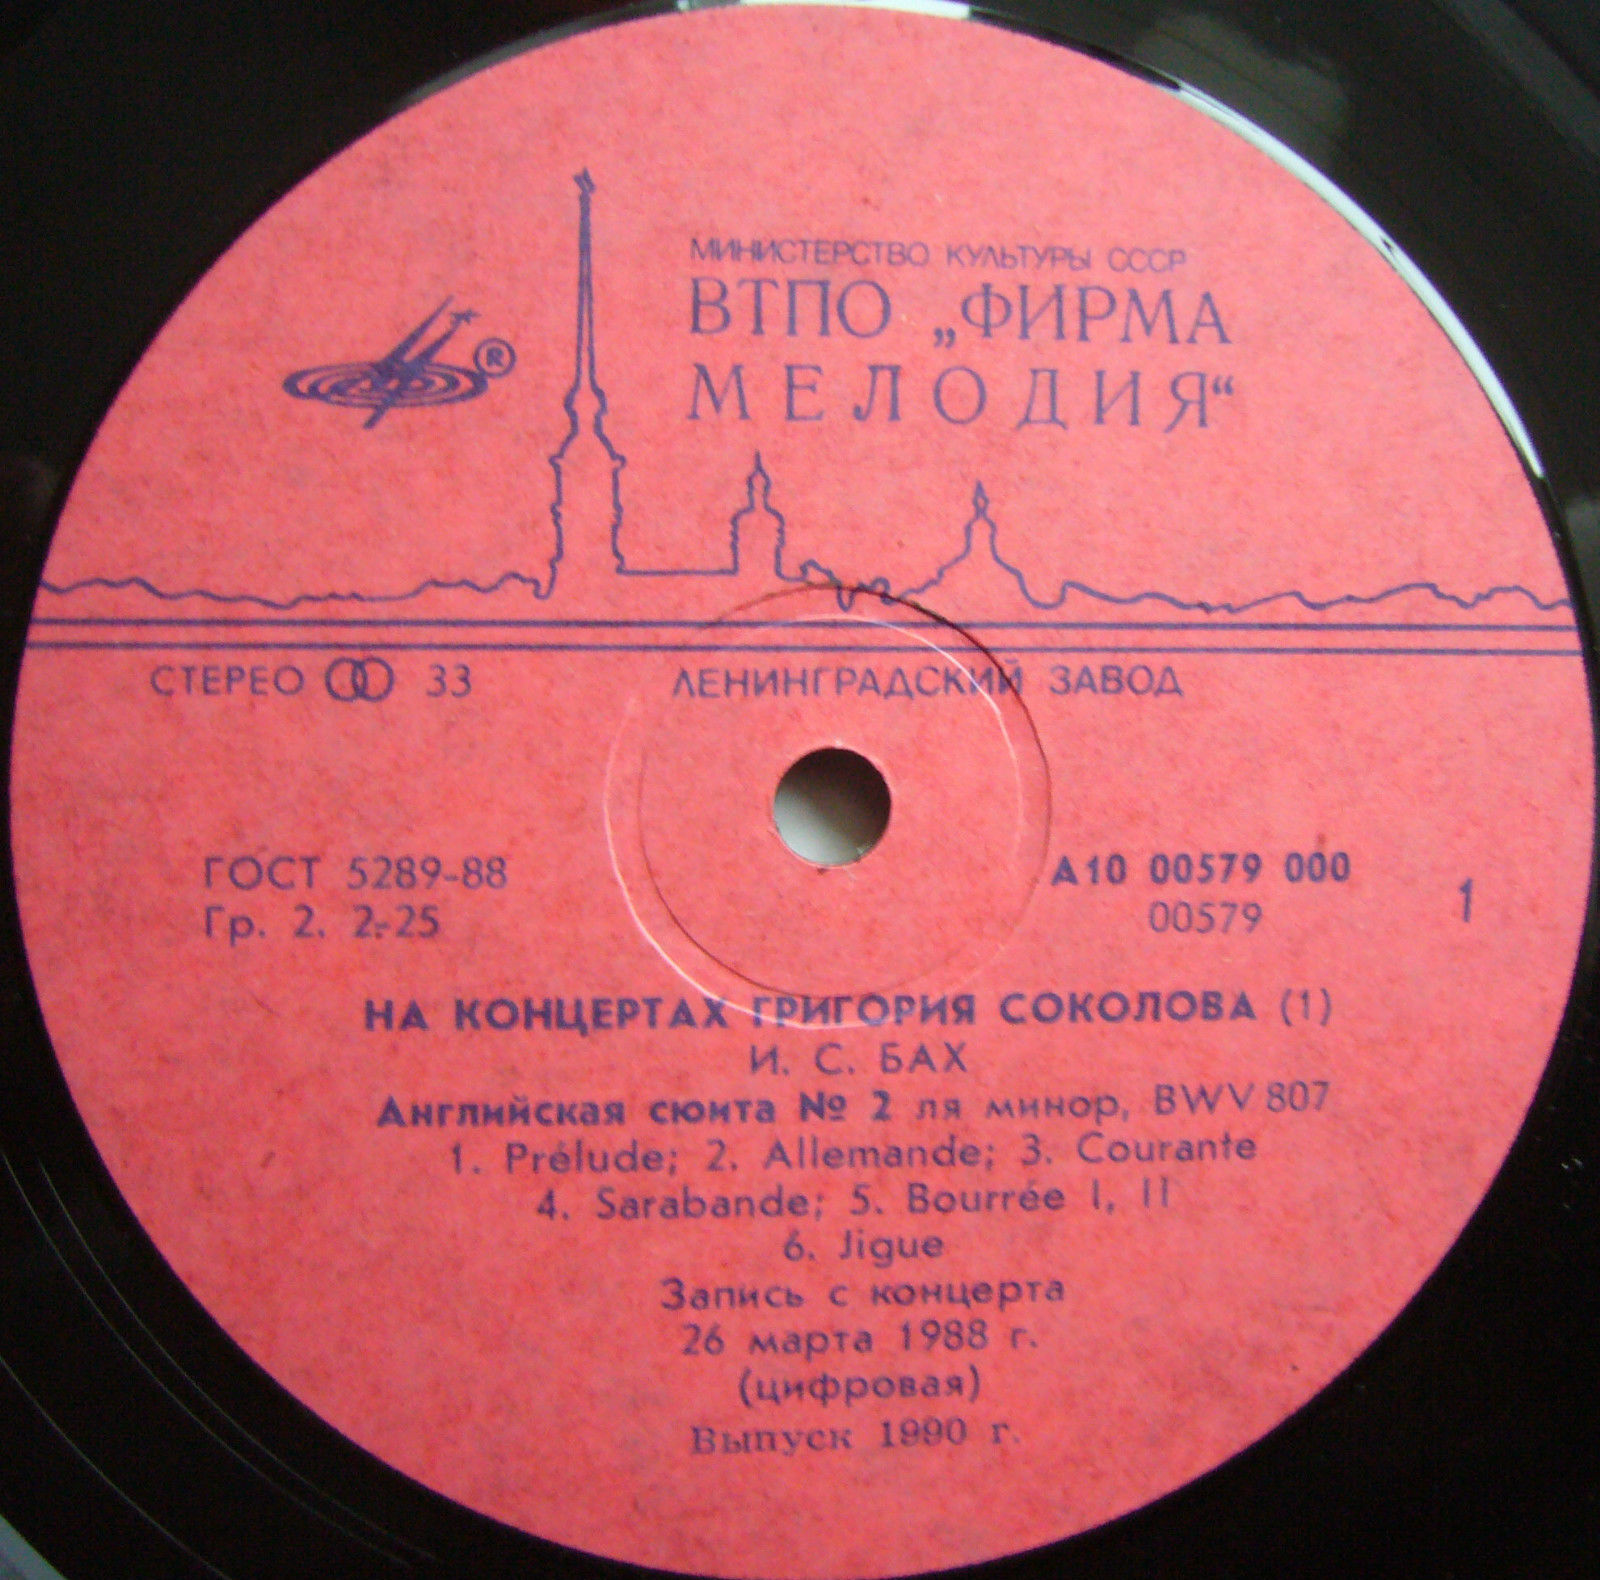 МИНИСТЕРСТВО КУЛЬТУРЫ СССР
ВТПО „ФИРМА
МЕЛОДИЯ“
®
СТЕРЕО 33
ЛЕНИНГРАДСКИЙ ЗАВОД
ГОСТ 5289-88
Гр. 2. 2-25
А10 00579 000
00579
1
НА КОНЦЕРТАХ ГРИГОРИЯ СОКОЛОВА (1)
И. С. БАХ
Английская сюита № 2 ля минор, BWV 807
1. Prélude; 2. Allemande; 3. Courante
4. Sarabande; 5. Bourrée I, II
6. Jigue
Запись с концерта
26 марта 1988 г.
(цифровая)
Выпуск 1990 г.